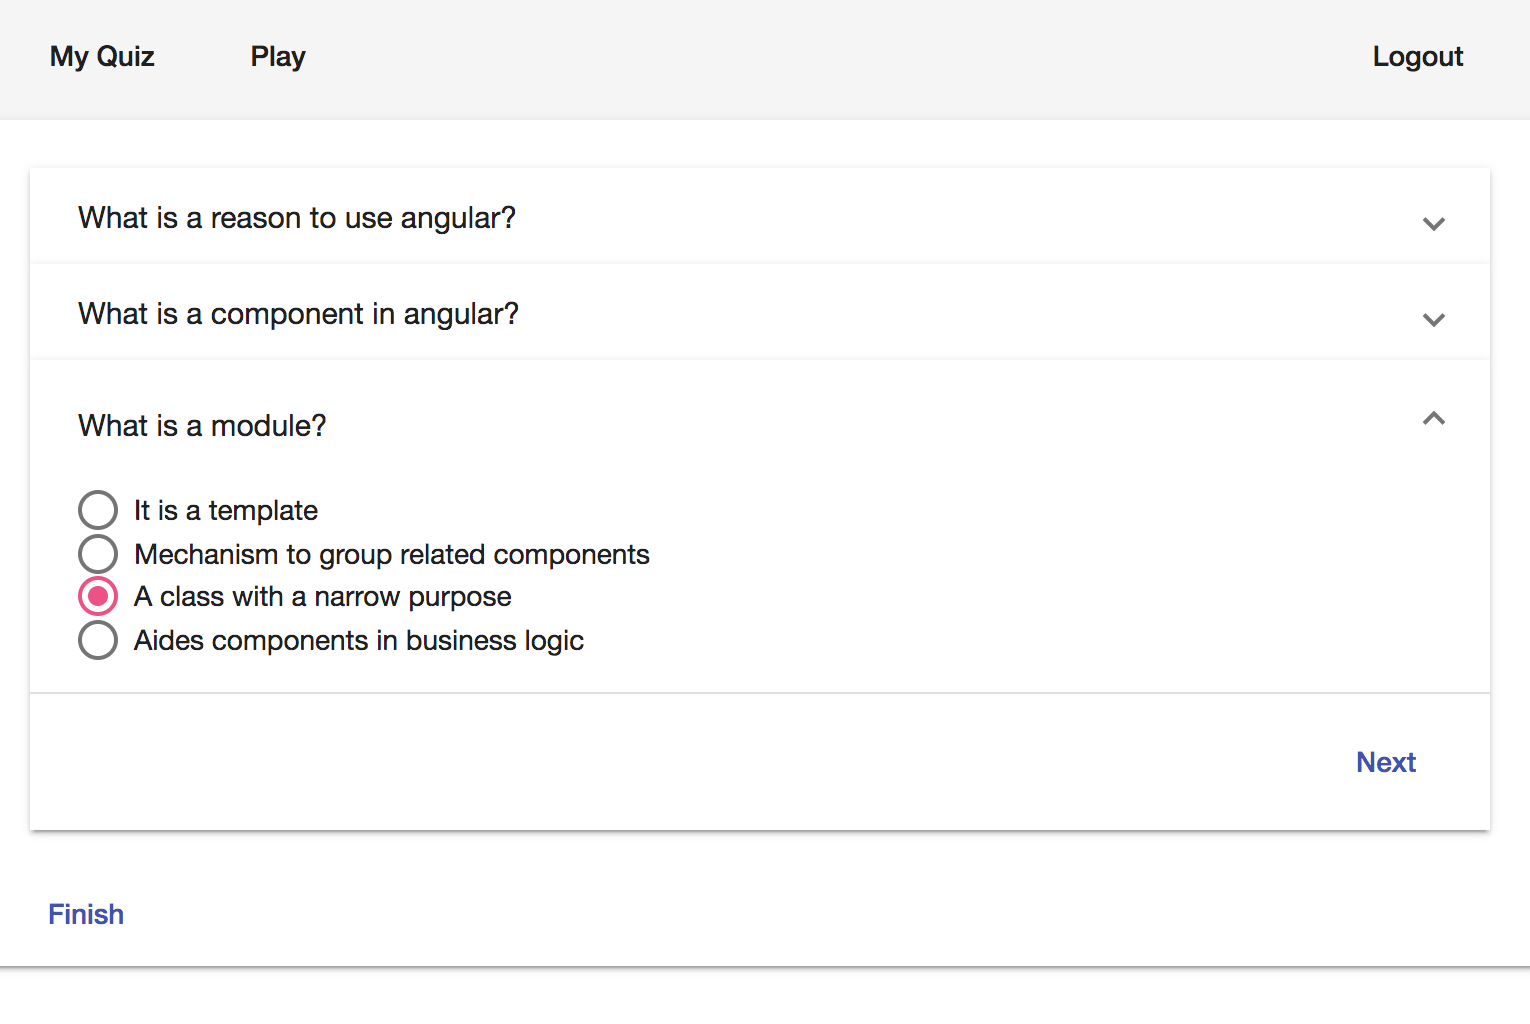 My Quiz Play Logout
What is a reason to use angular?
What is a component in angular?
What is a module?
It is a template
Mechanism to group related components
A class with a narrow purpose
Aides components in business logic
Next
Finish